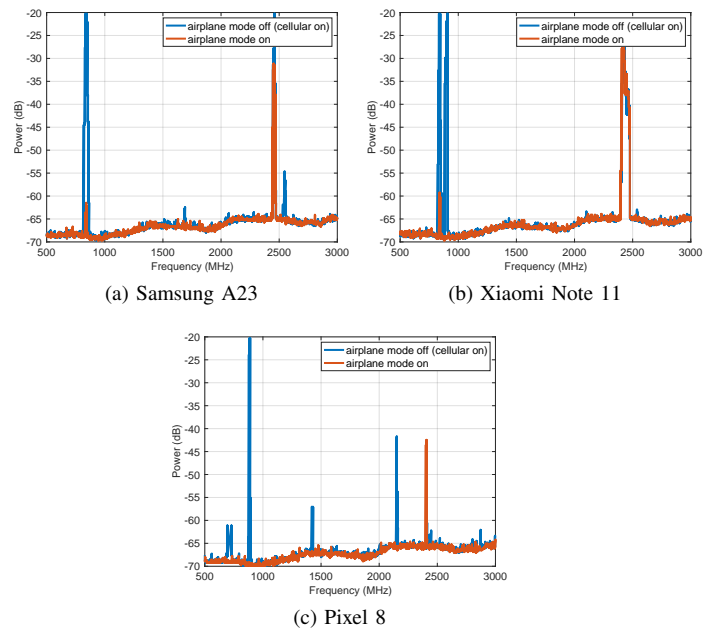 -20
-25
-30
-35
-40
-45
-50
-55
-60
-65
-70
Power (dB)
airplane mode off (cellular on)
airplane mode on
500 1000 1500 2000 2500 3000
Frequency (MHz)
(a) Samsung A23
-20
-25
-30
-35
-40
-45
-50
-55
-60
-65
-70
Power (dB)
airplane mode off (cellular on)
airplane mode on
500 1000 1500 2000 2500 3000
Frequency (MHz)
(b) Xiaomi Note 11
-20
-25
-30
-35
-40
-45
-50
-55
-60
-65
-70
Power (dB)
airplane mode off (cellular on)
airplane mode on
500 1000 1500 2000 2500 3000
Frequency (MHz)
(c) Pixel 8